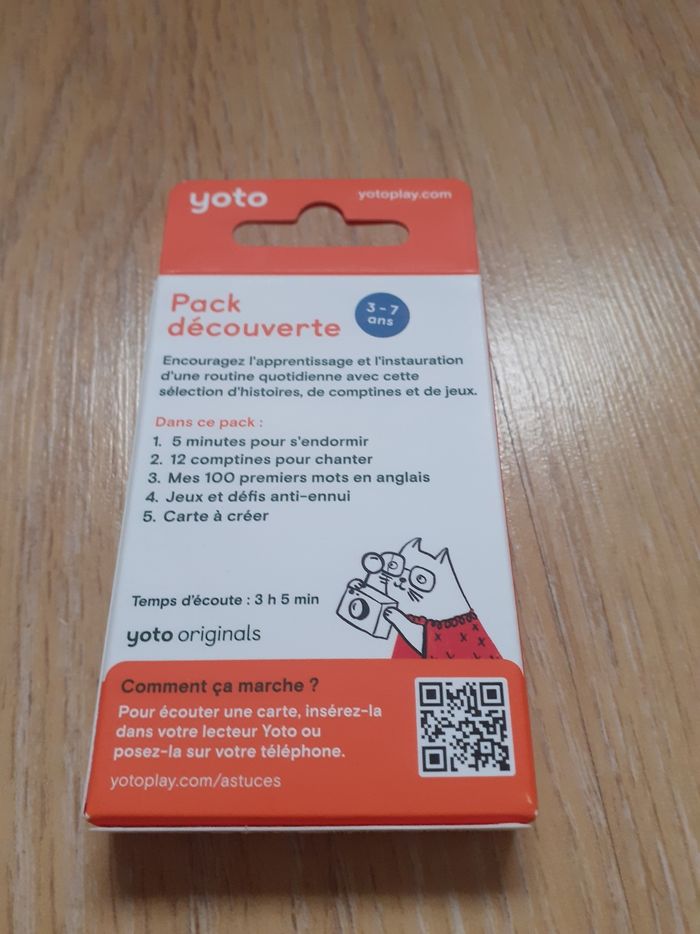 yoto
yotoplay.com
Pack
découverte
3-7
ans
Encouragez l'apprentissage et l'instauration
d'une routine quotidienne avec cette
sélection d'histoires, de comptines et de jeux.
Dans ce pack :
1. 5 minutes pour s'endormir
2. 12 comptines pour chanter
3. Mes 100 premiers mots en anglais
4. Jeux et défis anti-ennui
5. Carte à créer
Temps d'écoute : 3 h 5 min
yoto originals
Comment ça marche ?
Pour écouter une carte, insérez-la
dans votre lecteur Yoto ou
posez-la sur votre téléphone.
yotoplay.com/astuces